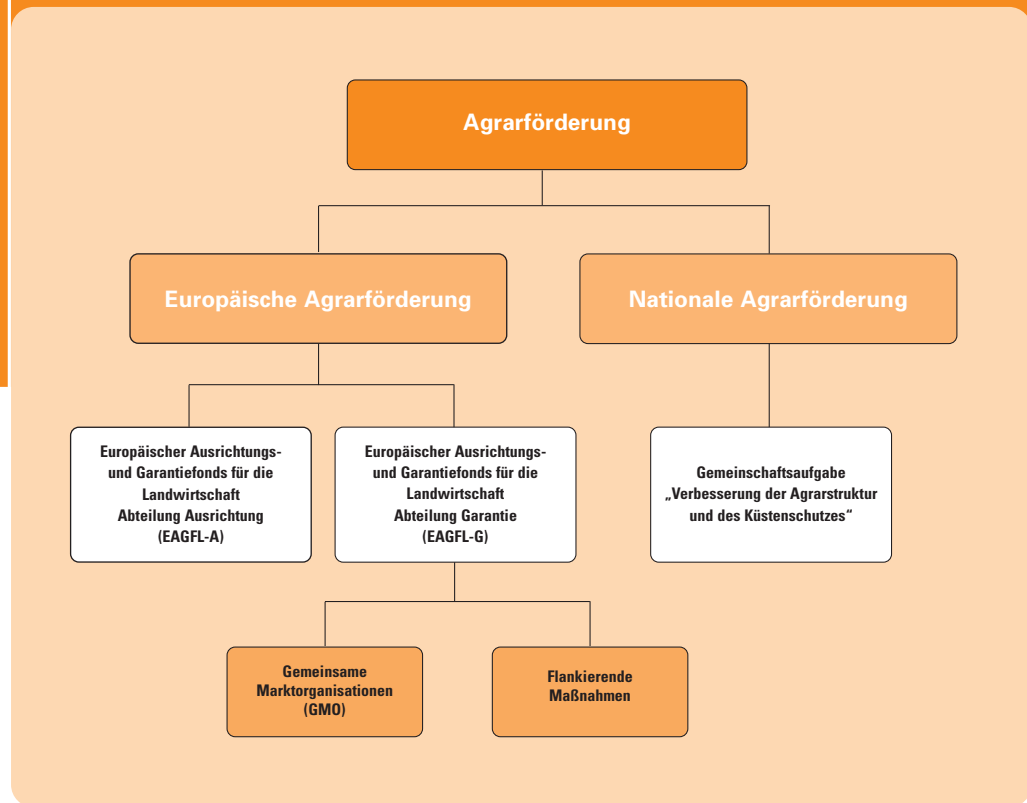 Agrarförderung
Europäische Agrarförderung
Nationale Agrarförderung
Europäischer Ausrichtungs-
und Garantiefonds für die
Landwirtschaft
Abteilung Ausrichtung
(EAGFL-A)
Europäischer Ausrichtungs-
und Garantiefonds für die
Landwirtschaft
Abteilung Garantie
(EAGFL-G)
Gemeinschaftsaufgabe
„Verbesserung der Agrarstruktur
und des Küstenschutzes“
Gemeinsame
Marktorganisationen
(GMO)
Flankierende
Maßnahmen